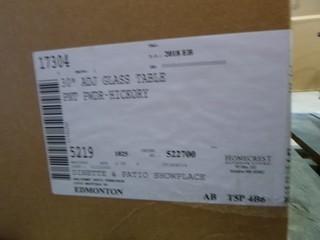 17304
2018 EB
30" ADJ GLASS TABLE
PNT PWDR-HICKORY
5219 1025 522700
HOMECREST
DINETTE & PATIO SHOWPLACE
EDMONTON AB T5P 4B6